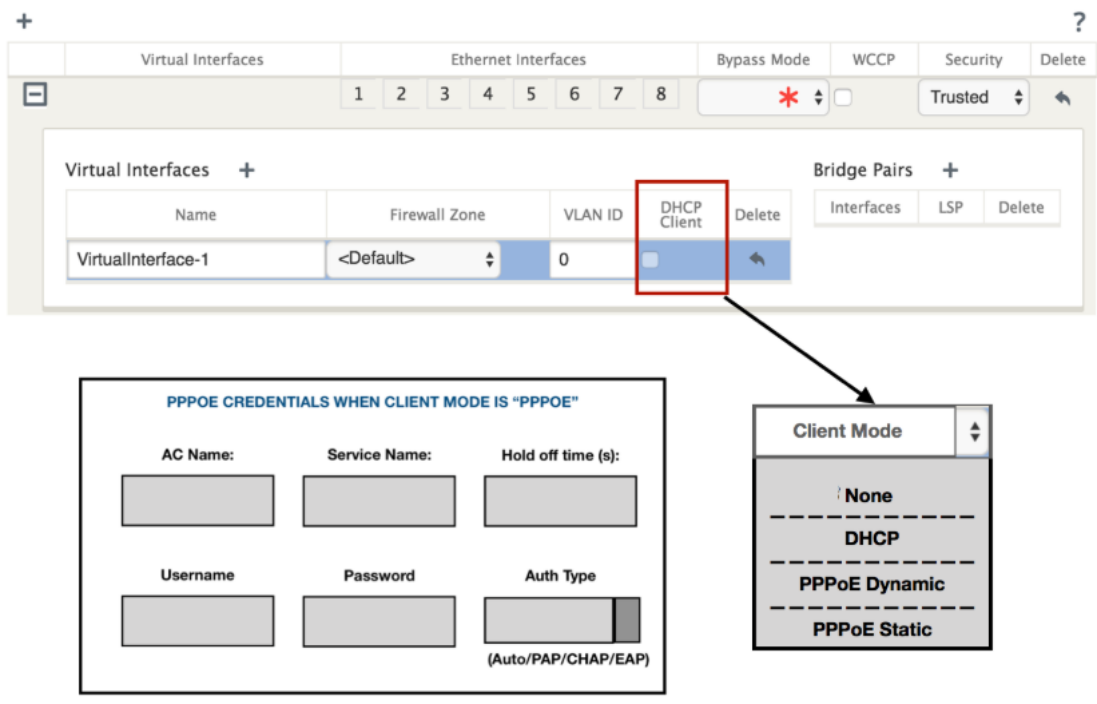 + ?
Virtual Interfaces Ethernet Interfaces Bypass Mode WCCP Security Delete
1 2 3 4 5 6 7 8 * Trusted
Virtual Interfaces +
Name Firewall Zone VLAN ID DHCP Client Delete
VirtualInterface-1 <Default> 0
Bridge Pairs +
Interfaces LSP Delete
PPPOE CREDENTIALS WHEN CLIENT MODE IS “PPPOE”
AC Name: Service Name: Hold off time (s):
Username Password Auth Type
(Auto/PAP/CHAP/EAP)
Client Mode
None
DHCP
PPPoE Dynamic
PPPoE Static